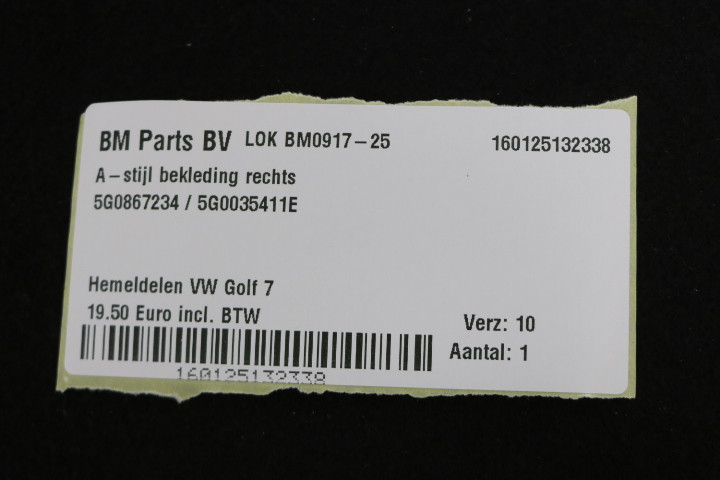 BM Parts BV LOK BM0917-25 160125132338
A-stijl bekleding rechts
5G0867234 / 5G0035411E
Hemeldelen VW Golf 7
19.50 Euro incl. BTW
Verz: 10
Aantal: 1
160125132338